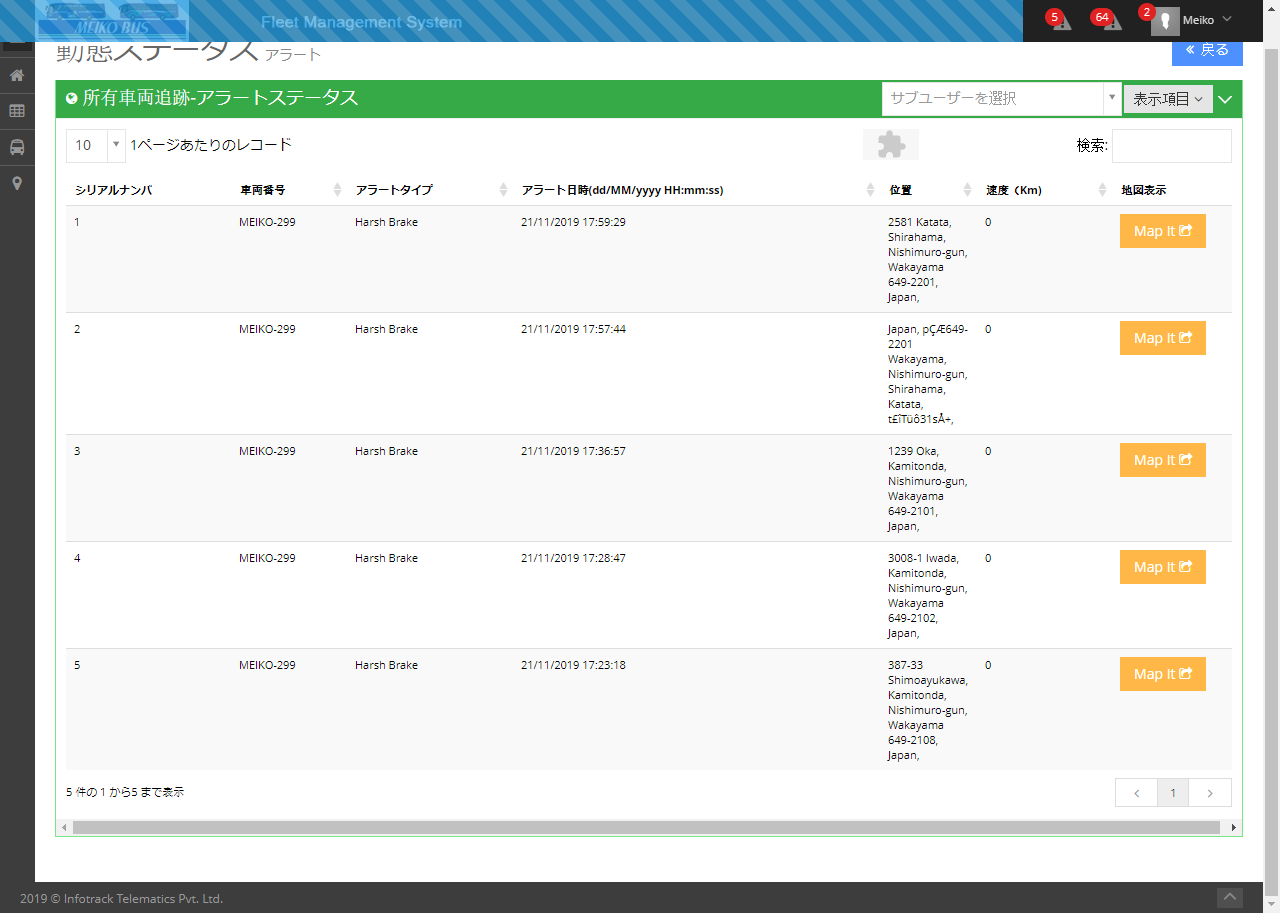 MEIKO BUS
Fleet Management System
5
64
2
Meiko
動態ステータス アラート
« 戻る
所有車両追跡-アラートステータス
サブユーザーを選択
表示項目
10
1ページあたりのレコード
検索:
シリアルナンバ 車両番号 アラートタイプ アラート日時(dd/MM/yyyy HH:mm:ss) 位置 速度（Km) 地図表示
1 MEIKO-299 Harsh Brake 21/11/2019 17:59:29 2581 Katata, 0 Map It
Shirahama,
Nishimuro-gun,
Wakayama
649-2201,
Japan,
2 MEIKO-299 Harsh Brake 21/11/2019 17:57:44 Japan, pÇÆ649- 0 Map It
2201
Wakayama,
Nishimuro-gun,
Shirahama,
Katata,
t£îTüô31sÅ+,
3 MEIKO-299 Harsh Brake 21/11/2019 17:36:57 1239 Oka, 0 Map It
Kamitonda,
Nishimuro-gun,
Wakayama
649-2101,
Japan,
4 MEIKO-299 Harsh Brake 21/11/2019 17:28:47 3008-1 Iwada, 0 Map It
Kamitonda,
Nishimuro-gun,
Wakayama
649-2102,
Japan,
5 MEIKO-299 Harsh Brake 21/11/2019 17:23:18 387-33 0 Map It
Shimoayukawa,
Kamitonda,
Nishimuro-gun,
Wakayama
649-2108,
Japan,
5 件の 1 から5 まで表示
1
2019 © Infotrack Telematics Pvt. Ltd.